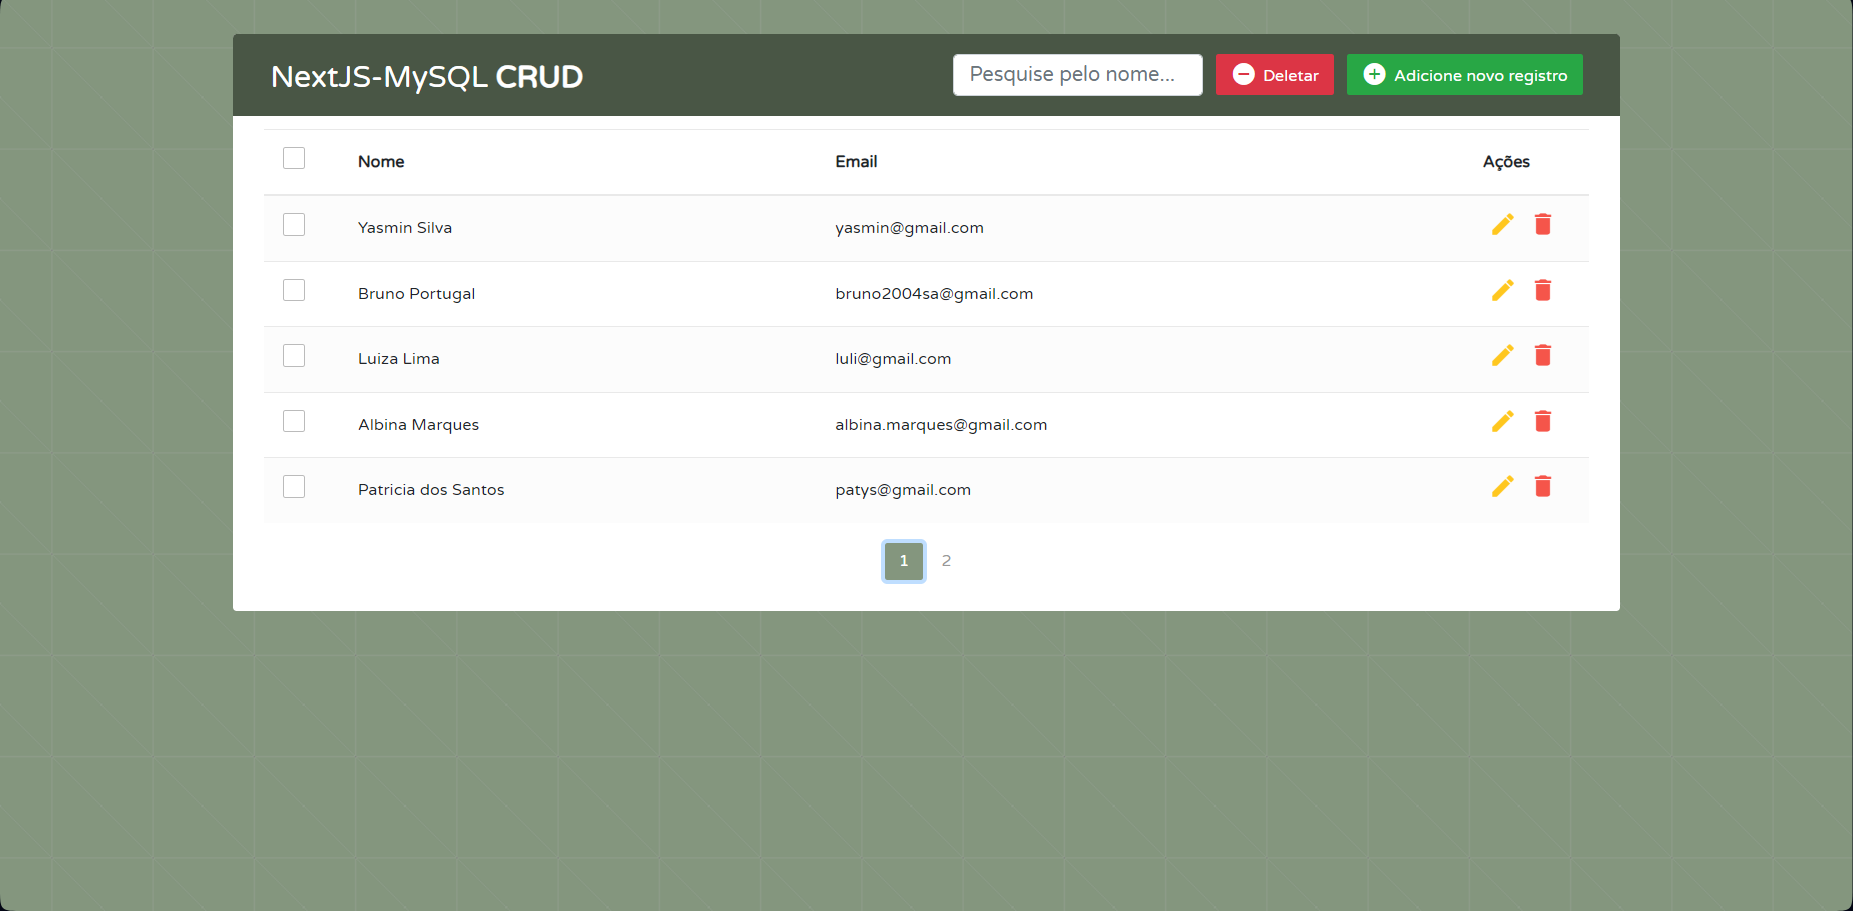 NextJS-MySQL CRUD
Pesquise pelo nome...
Deletar
Adicione novo registro
Nome Email Ações
Yasmin Silva yasmin@gmail.com
Bruno Portugal bruno2004sa@gmail.com
Luiza Lima luli@gmail.com
Albina Marques albina.marques@gmail.com
Patricia dos Santos patys@gmail.com
1 2